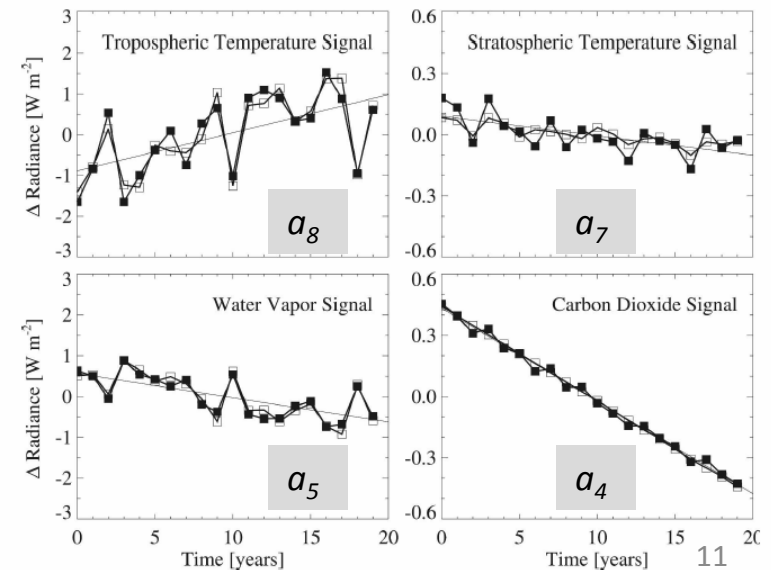 Tropospheric Temperature Signal
Δ Radiance [W m⁻²]
3
2
1
0
-1
-2
-3
a₈
Stratospheric Temperature Signal
0.6
0.3
0.0
-0.3
-0.6
a₇
Water Vapor Signal
Δ Radiance [W m⁻²]
3
2
1
0
-1
-2
-3
a₅
0 5 10 15 20
Time [years]
Carbon Dioxide Signal
0.6
0.3
0.0
-0.3
-0.6
a₄
0 5 10 15 20
Time [years]
11